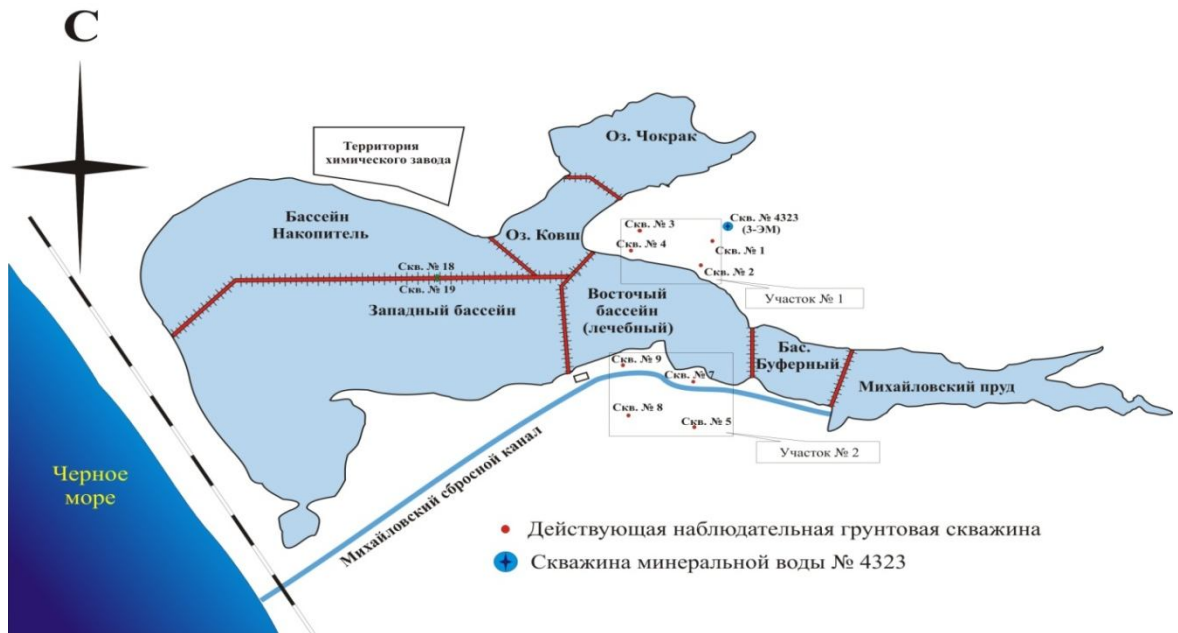 С
Оз. Чокрак
Территория
химического завода
Бассейн
Накопитель
Оз. Ковш
Скв. № 3
Скв. № 4323
(3-ЭМ)
Скв. № 4
Скв. № 1
Скв. № 2
Скв. № 18
Скв. № 19
Западный бассейн
Восточый
бассейн
(лечебный)
Участок № 1
Бас.
Буферный
Михайловский пруд
Скв. № 9
Скв. № 7
Скв. № 8
Скв. № 5
Участок № 2
Михайловский сбросной канал
Черное
море
Действующая наблюдательная грунтовая скважина
Скважина минеральной воды № 4323